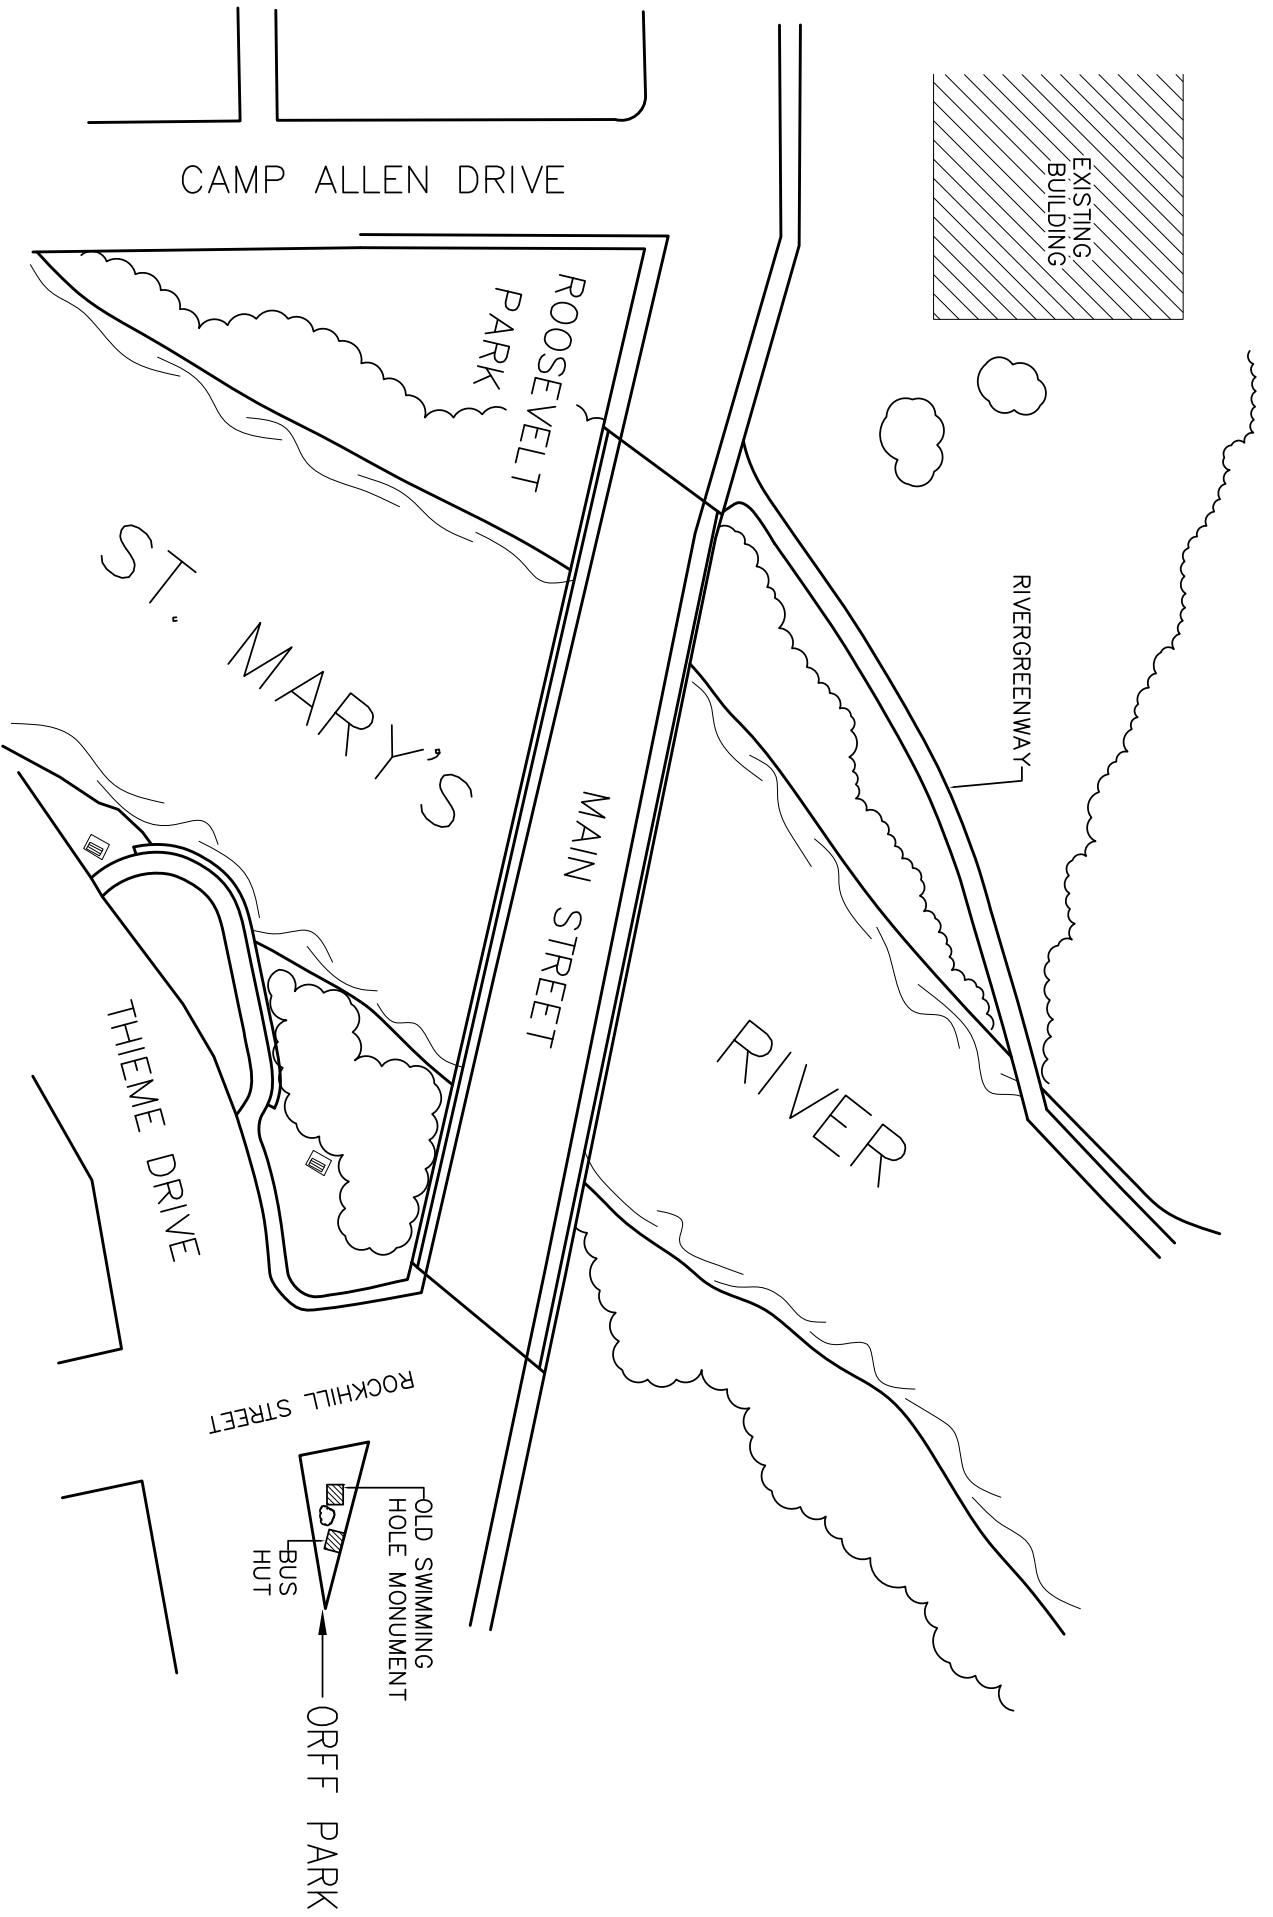 CAMP ALLEN DRIVE
EXISTING
BUILDING
ROOSEVELT
PARK
RIVERGREENWAY
ST. MARY'S
RIVER
MAIN STREET
THIEME DRIVE
ROCKHILL STREET
OLD SWIMMING
HOLE MONUMENT
BUS
HUT
ORFF PARK